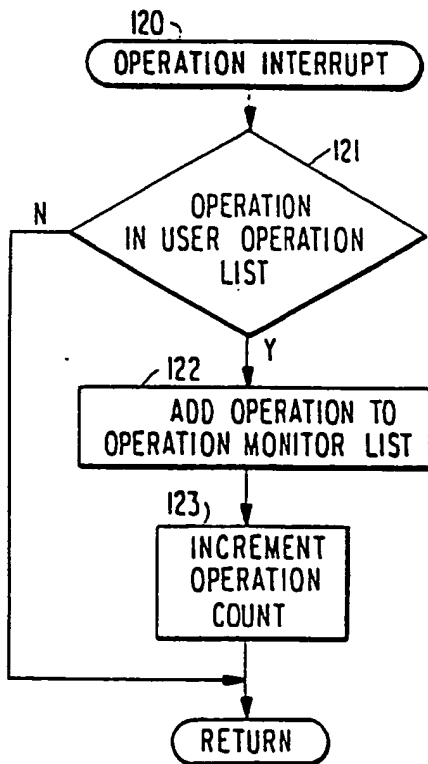 120
OPERATION INTERRUPT
121
N
OPERATION
IN USER OPERATION
LIST
Y
122
ADD OPERATION TO
OPERATION MONITOR LIST
123
INCREMENT
OPERATION
COUNT
RETURN